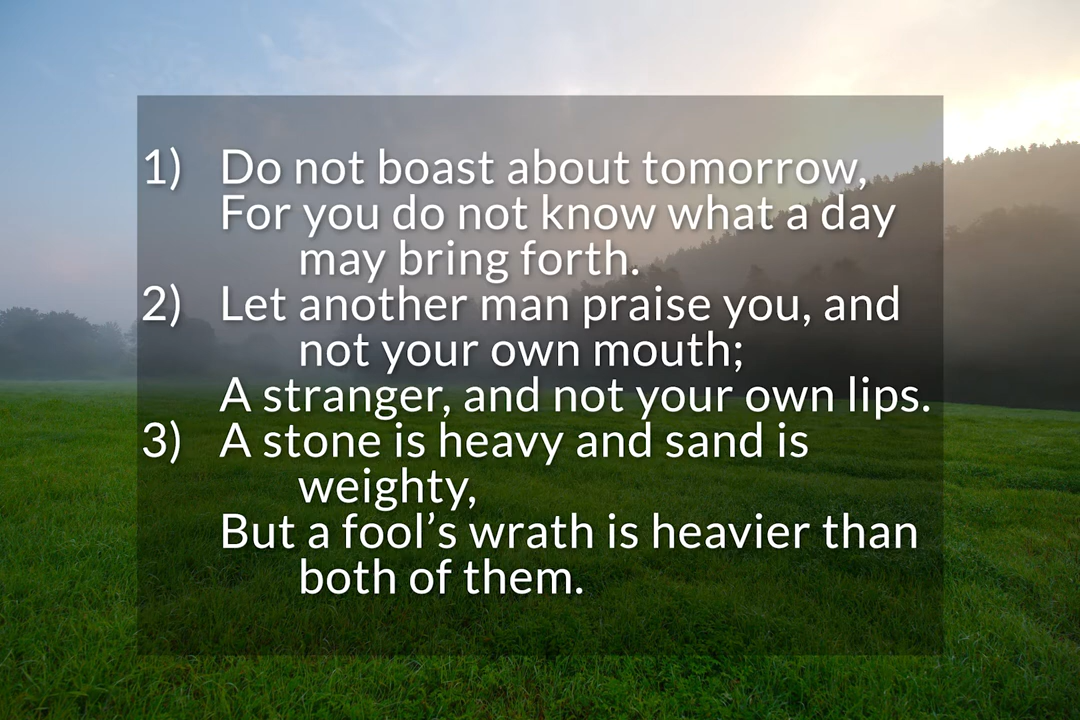 1) Do not boast about tomorrow,
For you do not know what a day
may bring forth.
2) Let another man praise you, and
not your own mouth;
A stranger, and not your own lips.
3) A stone is heavy and sand is
weighty,
But a fool’s wrath is heavier than
both of them.